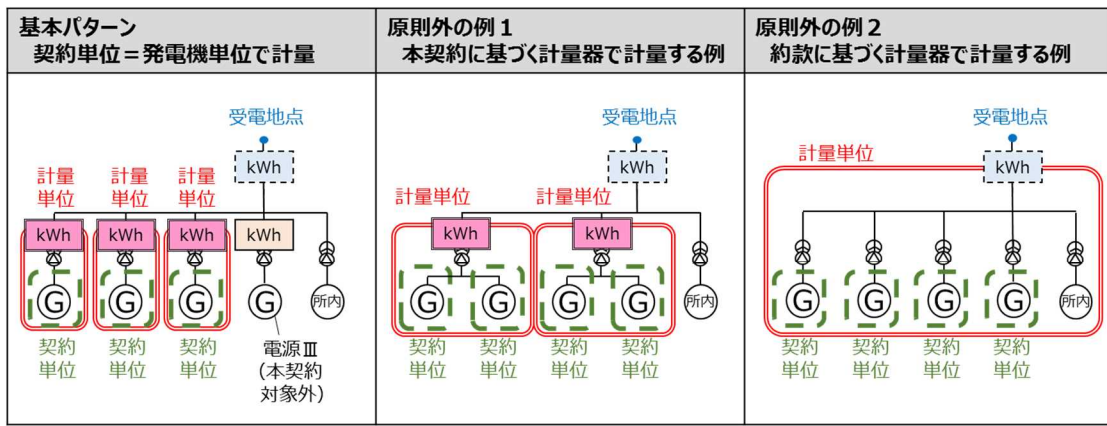 基本パターン
契約単位＝発電機単位で計量
受電地点
kWh
計量
単位
計量
単位
計量
単位
kWh
kWh
kWh
kWh
G
G
G
G
所内
契約
単位
契約
単位
契約
単位
電源Ⅲ
（本契約
対象外）
原則外の例１
本契約に基づく計量器で計量する例
受電地点
kWh
計量単位
計量単位
kWh
kWh
G
G
G
G
所内
契約
単位
契約
単位
契約
単位
契約
単位
原則外の例２
約款に基づく計量器で計量する例
受電地点
計量単位
kWh
G
G
G
G
所内
契約
単位
契約
単位
契約
単位
契約
単位